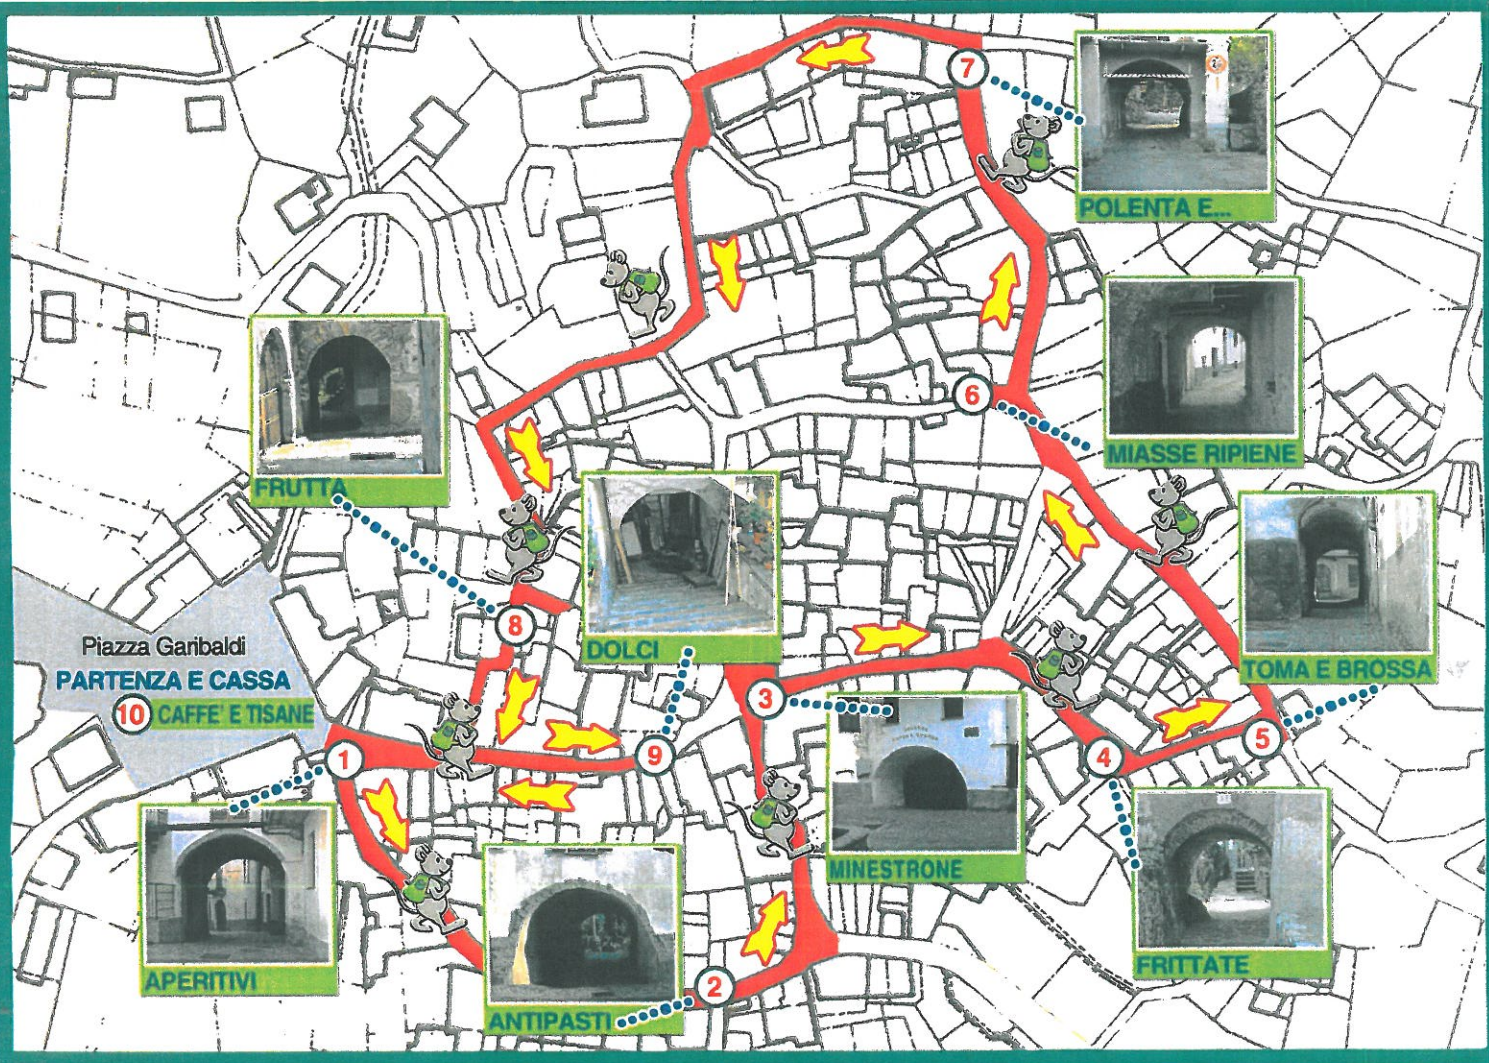 7
POLENTA E...
6
MIASSE RIPIENE
FRUTTA
8
DOLCI
TOMA E BROSSA
Piazza Garibaldi
PARTENZA E CASSA
10 CAFFE' E TISANE
3
1
9
4
5
MINESTRONE
APERITIVI
FRITTATE
2
ANTIPASTI